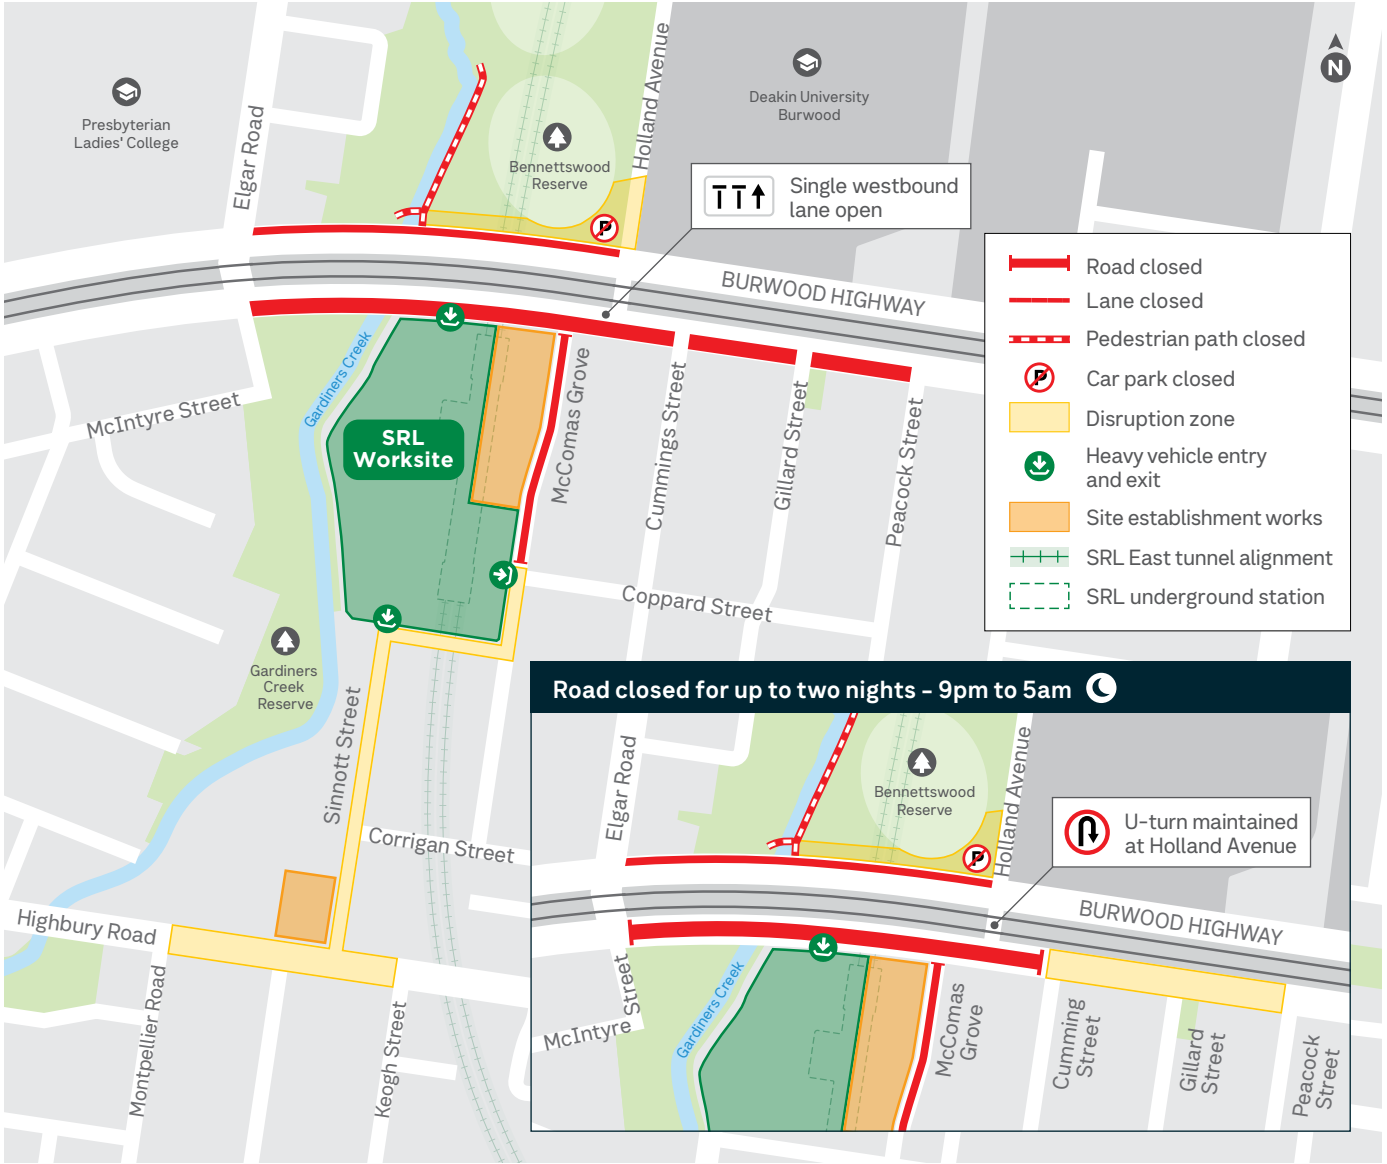 Presbyterian
Ladies' College
Elgar Road
Holland Avenue
Deakin University
Burwood
N
Bennettswood
Reserve
P
Single westbound
lane open
BURWOOD HIGHWAY
Road closed
Lane closed
Pedestrian path closed
P
Car park closed
Disruption zone
Heavy vehicle entry
and exit
Site establishment works
SRL East tunnel alignment
SRL underground station
McIntyre Street
Gardiners Creek
SRL
Worksite
McComas Grove
Cummings Street
Gillard Street
Peacock Street
Coppard Street
Gardiners
Creek
Reserve
Sinnott Street
Corrigan Street
Highbury Road
Montpellier Road
Keogh Street
Road closed for up to two nights - 9pm to 5am
Elgar Road
Bennettswood
Reserve
P
Holland Avenue
U-turn maintained
at Holland Avenue
BURWOOD HIGHWAY
McIntyre Street
Gardiners Creek
McComas
Grove
Cumming
Street
Gillard
Street
Peacock
Street